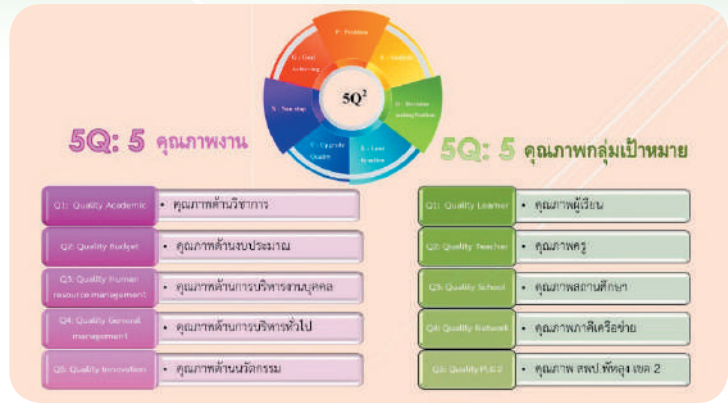 P : Problem
G : Goal
Achieving
N : Non stop
5Q²
5Q: 5 คุณภาพงาน
5Q: 5 คุณภาพกลุ่มเป้าหมาย
Q1: Quality Academic
• คุณภาพด้านวิชาการ
Q2: Quality Budget
• คุณภาพด้านงบประมาณ
Q3: Quality Human
resource management
• คุณภาพด้านการบริหารงานบุคคล
Q4: Quality General
management
• คุณภาพด้านการบริหารทั่วไป
Q5: Quality Innovation
• คุณภาพด้านนวัตกรรม
Q1: Quality Learner
• คุณภาพผู้เรียน
Q2: Quality Teacher
• คุณภาพครู
Q3: Quality School
• คุณภาพสถานศึกษา
Q4: Quality Network
• คุณภาพภาคีเครือข่าย
• คุณภาพ สพป.พัทลุง เขต 2